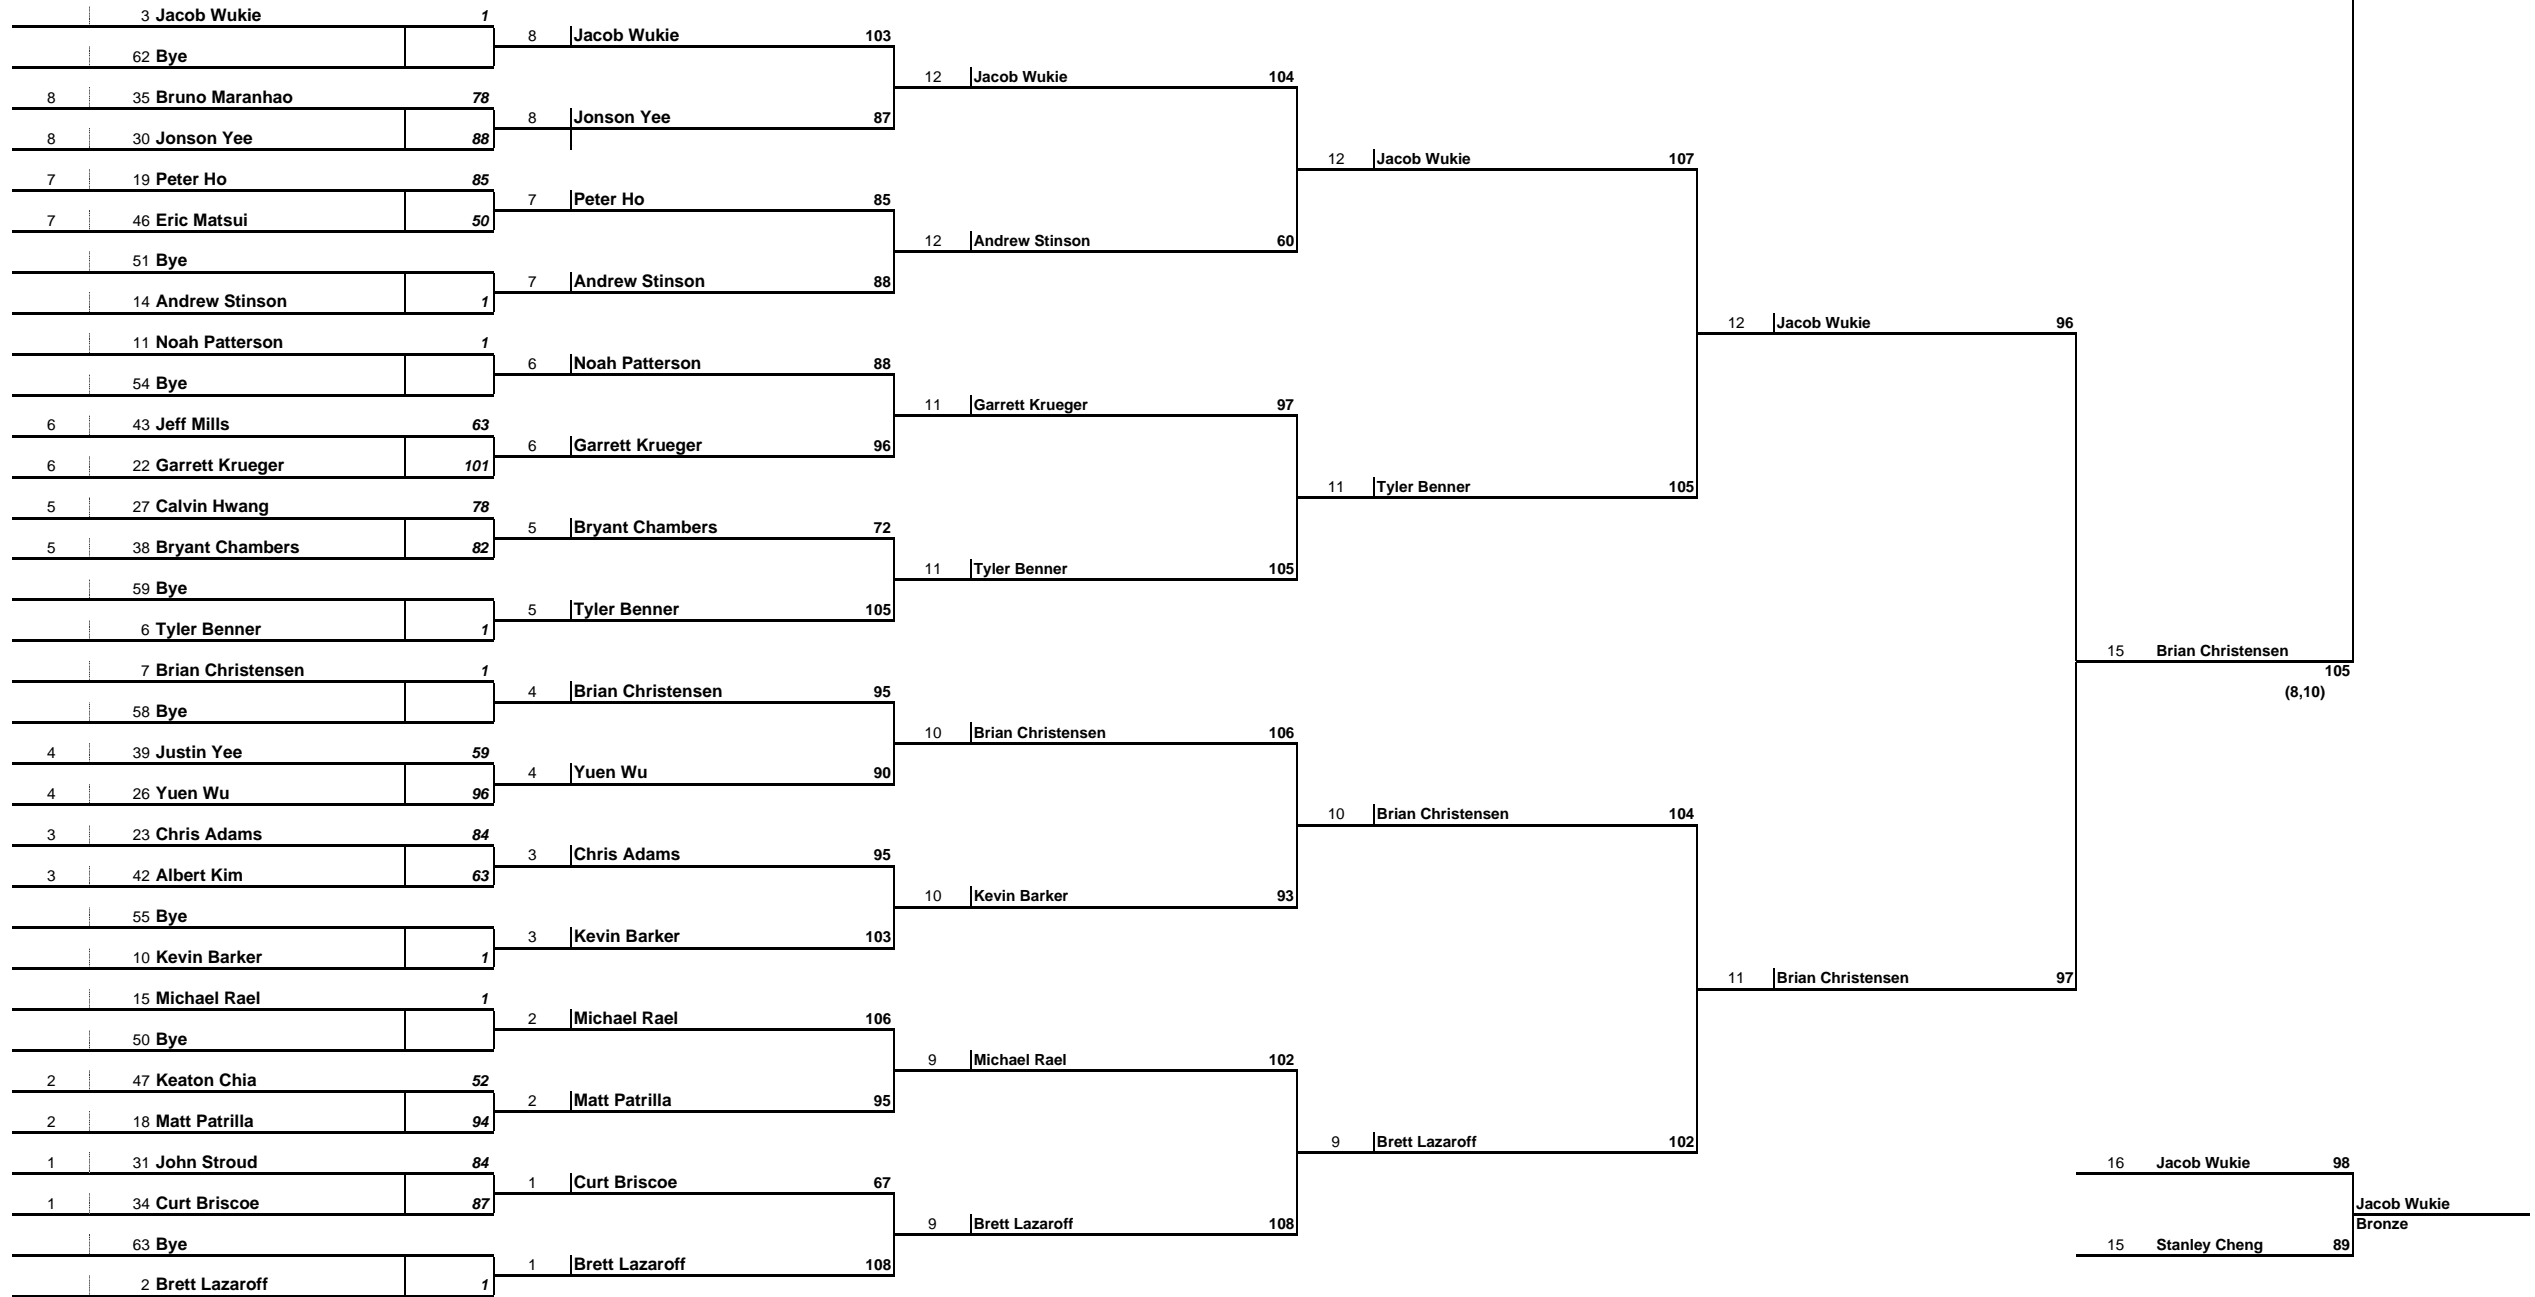 3 Jacob Wukie 1
8 Jacob Wukie 103
62 Bye
12 Jacob Wukie 104
8 35 Bruno Maranhao 78
8 Jonson Yee 87
8 30 Jonson Yee 88
12 Jacob Wukie 107
7 19 Peter Ho 85
7 Peter Ho 85
7 46 Eric Matsui 50
12 Andrew Stinson 60
51 Bye
7 Andrew Stinson 88
14 Andrew Stinson 1
12 Jacob Wukie 96
11 Noah Patterson 1
6 Noah Patterson 88
54 Bye
11 Garrett Krueger 97
6 43 Jeff Mills 63
6 Garrett Krueger 96
6 22 Garrett Krueger 101
11 Tyler Benner 105
5 27 Calvin Hwang 78
5 Bryant Chambers 72
5 38 Bryant Chambers 82
11 Tyler Benner 105
59 Bye
5 Tyler Benner 105
6 Tyler Benner 1
15 Brian Christensen
7 Brian Christensen 1
105
4 Brian Christensen 95
(8,10)
58 Bye
10 Brian Christensen 106
4 39 Justin Yee 59
4 Yuen Wu 90
4 26 Yuen Wu 96
10 Brian Christensen 104
3 23 Chris Adams 84
3 Chris Adams 95
3 42 Albert Kim 63
10 Kevin Barker 93
55 Bye
3 Kevin Barker 103
10 Kevin Barker 1
11 Brian Christensen 97
15 Michael Rael 1
2 Michael Rael 106
50 Bye
9 Michael Rael 102
2 47 Keaton Chia 52
2 Matt Patrilla 95
2 18 Matt Patrilla 94
9 Brett Lazaroff 102
1 31 John Stroud 84
16 Jacob Wukie 98
1 Curt Briscoe 67
1 34 Curt Briscoe 87
Jacob Wukie
9 Brett Lazaroff 108
Bronze
63 Bye
15 Stanley Cheng 89
1 Brett Lazaroff 108
2 Brett Lazaroff 1